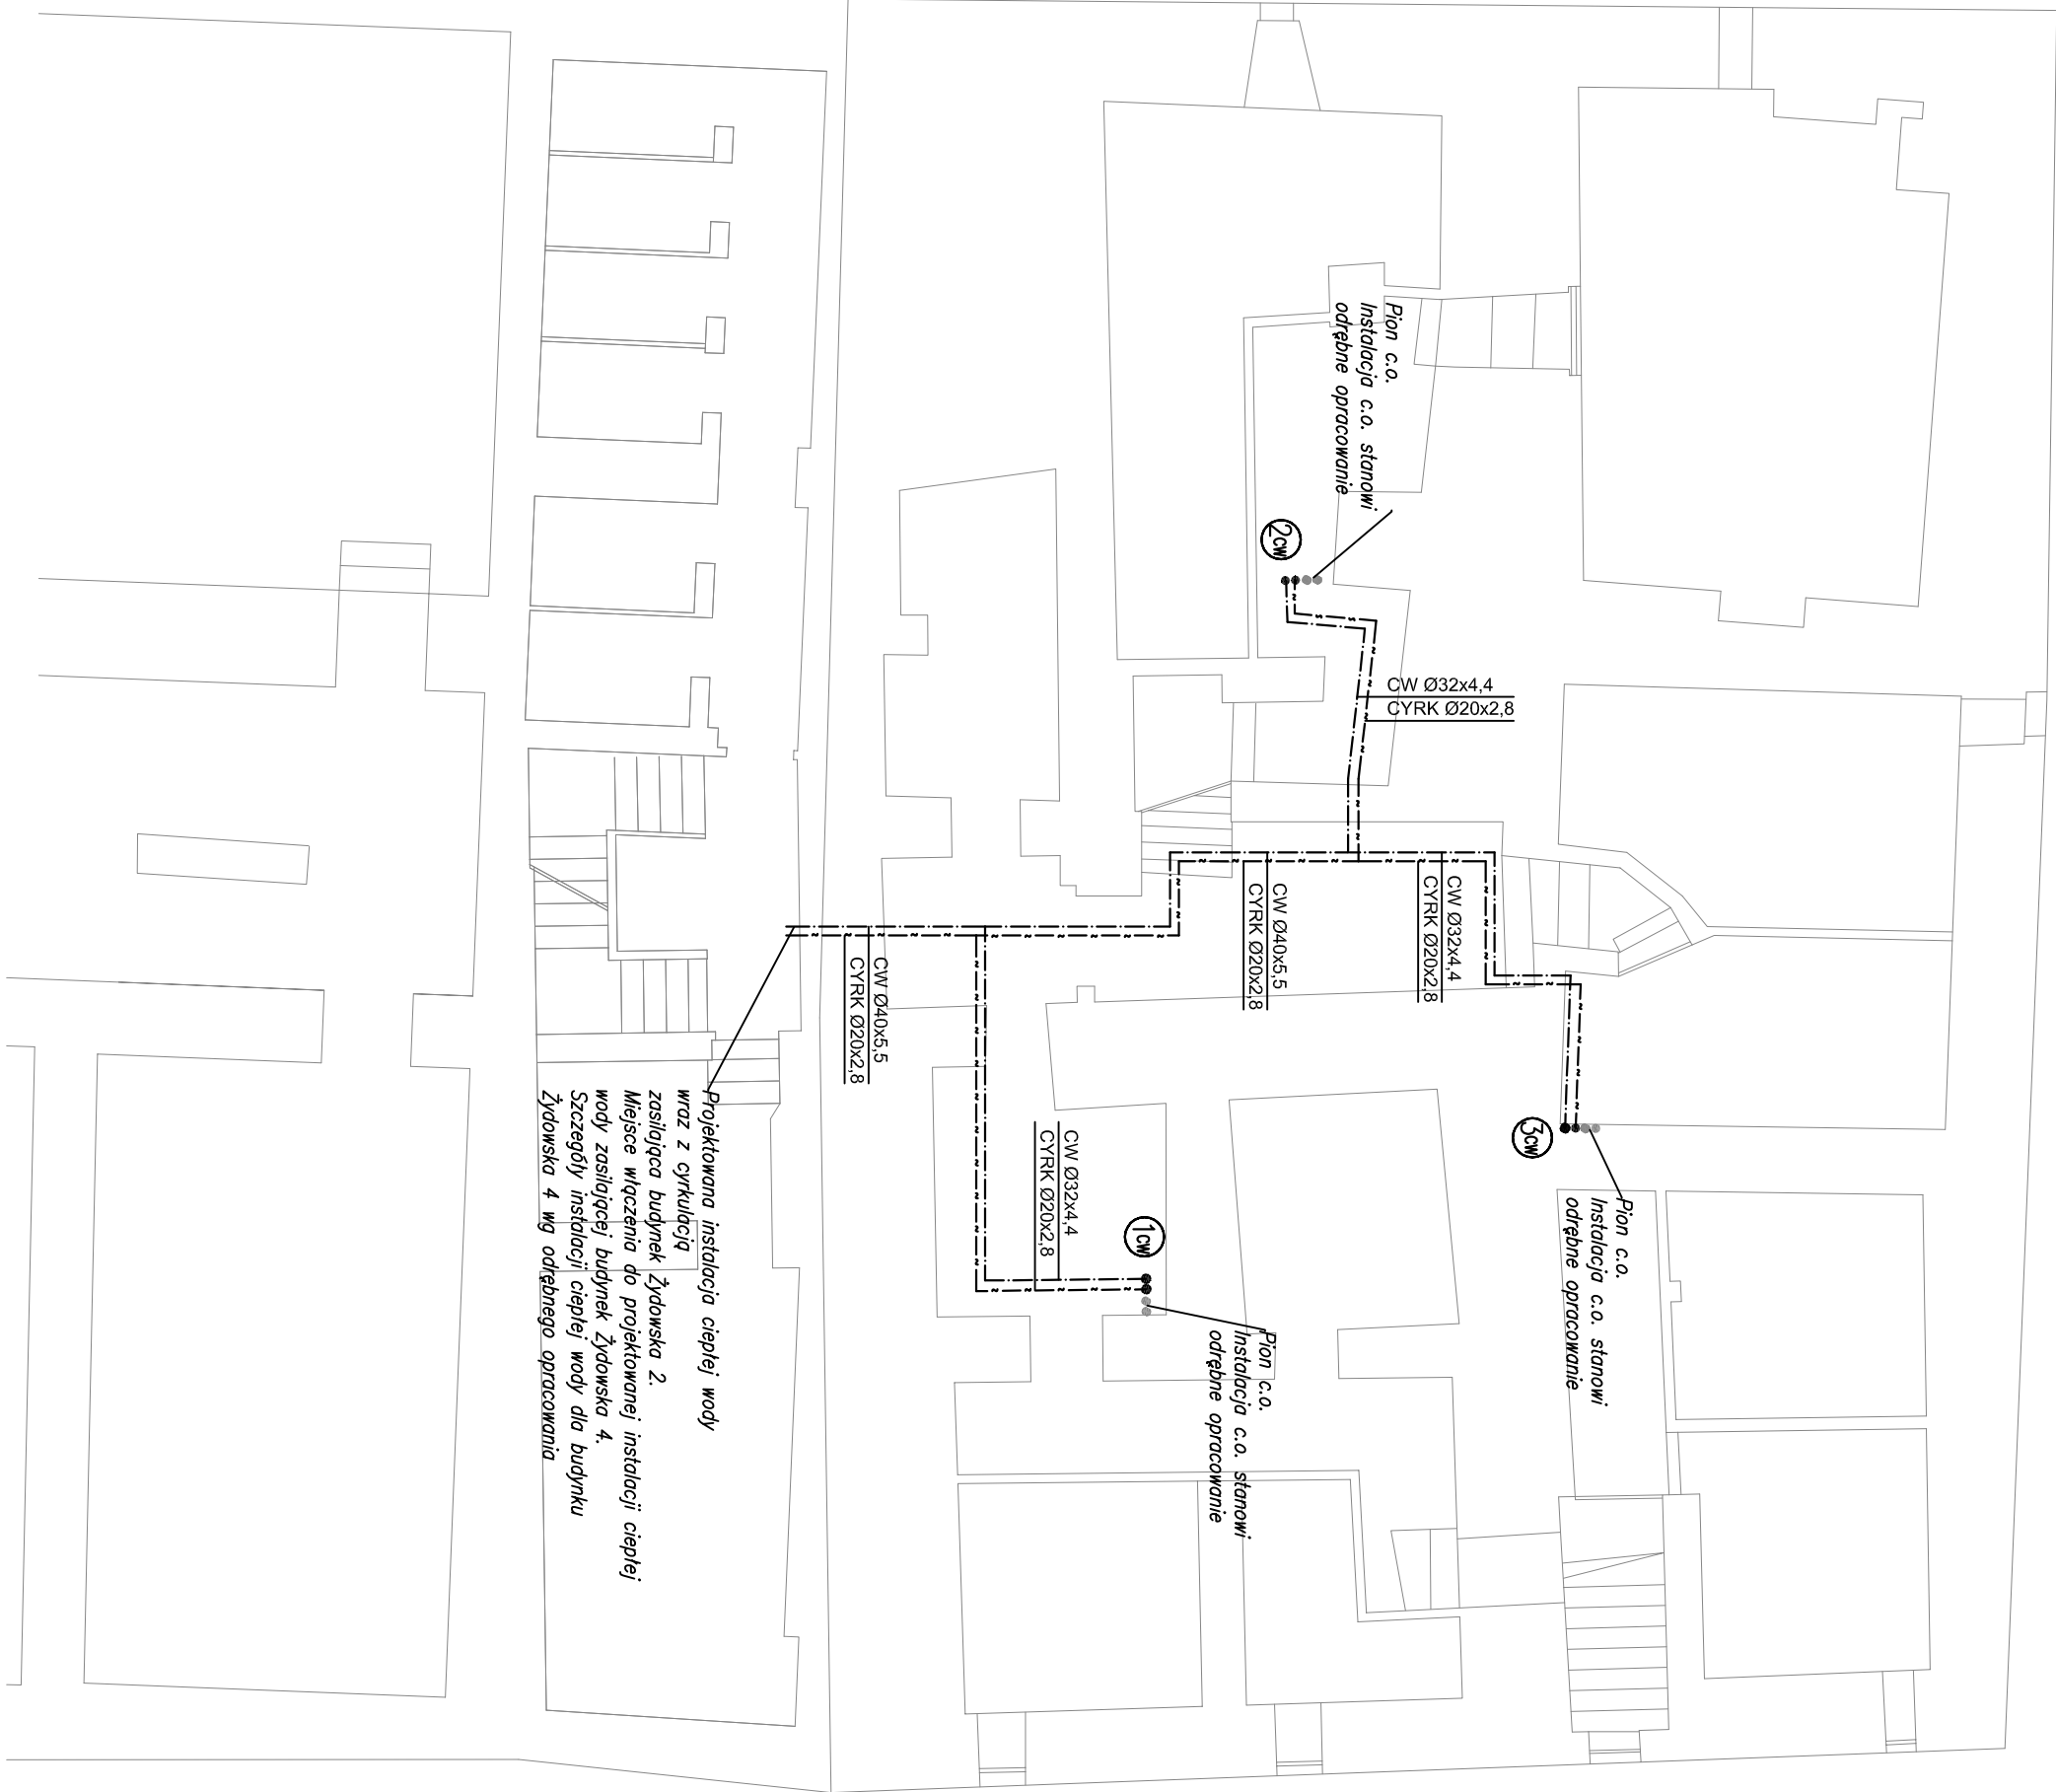 Pion c.o.
Instalacja c.o. stanowi
odrębne opracowanie
2cw
CW Ø32x4,4
CYRK Ø20x2,8
CW Ø32x4,4
CYRK Ø20x2,8
CW Ø40x5,5
CYRK Ø20x2,8
CW Ø40x5,5
CYRK Ø20x2,8
3cw
Pion c.o.
Instalacja c.o. stanowi
odrębne opracowanie
CW Ø32x4,4
CYRK Ø20x2,8
1cw
Pion c.o.
Instalacja c.o. stanowi
odrębne opracowanie
Projektowana instalacja ciepłej wody
wraz z cyrkulacją
zasilająca budynek Żydowska 2.
Miejsce włączenia do projektowanej instalacji ciepłej
wody zasilającej budynek Żydowska 4.
Szczegóły instalacji ciepłej wody dla budynku
Żydowska 4 wg odrębnego opracowania